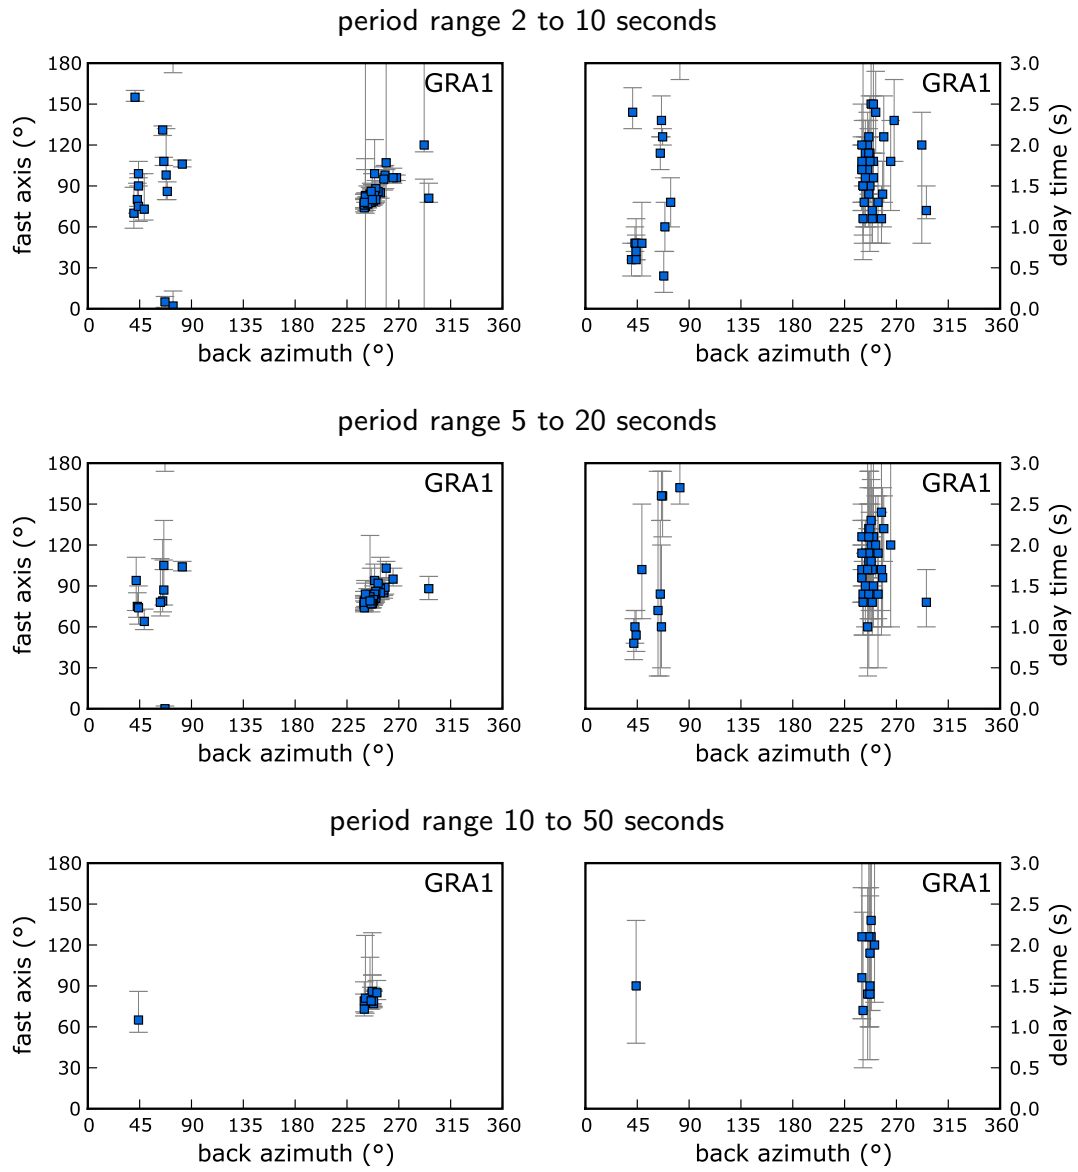 period range 2 to 10 seconds
GRA1
fast axis (°)
180
150
120
90
60
30
0
0 45 90 135 180 225 270 315 360
back azimuth (°)
GRA1
delay time (s)
3.0
2.5
2.0
1.5
1.0
0.5
0.0
0 45 90 135 180 225 270 315 360
back azimuth (°)
period range 5 to 20 seconds
GRA1
fast axis (°)
180
150
120
90
60
30
0
0 45 90 135 180 225 270 315 360
back azimuth (°)
GRA1
delay time (s)
3.0
2.5
2.0
1.5
1.0
0.5
0.0
0 45 90 135 180 225 270 315 360
back azimuth (°)
period range 10 to 50 seconds
GRA1
fast axis (°)
180
150
120
90
60
30
0
0 45 90 135 180 225 270 315 360
back azimuth (°)
GRA1
delay time (s)
3.0
2.5
2.0
1.5
1.0
0.5
0.0
0 45 90 135 180 225 270 315 360
back azimuth (°)